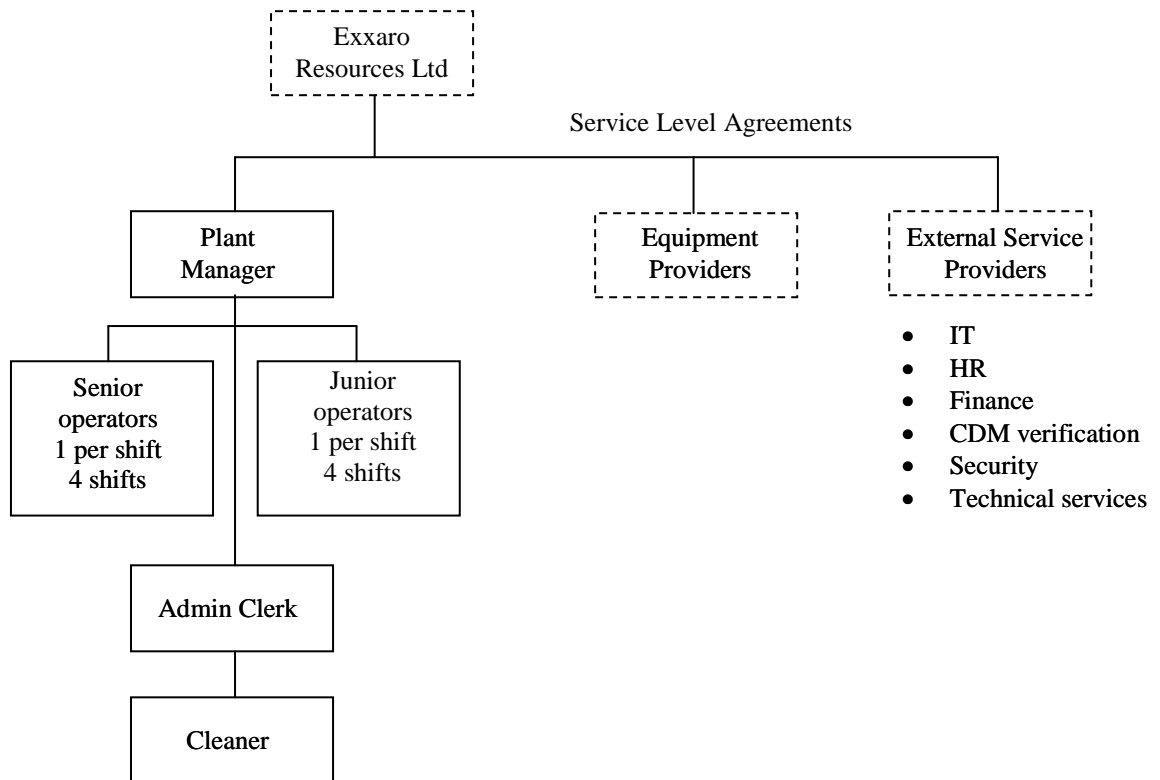 Exxaro
Resources Ltd
Service Level Agreements
Plant
Manager
Equipment
Providers
External Service
Providers
• IT
• HR
• Finance
• CDM verification
• Security
• Technical services
Senior
operators
1 per shift
4 shifts
Junior
operators
1 per shift
4 shifts
Admin Clerk
Cleaner